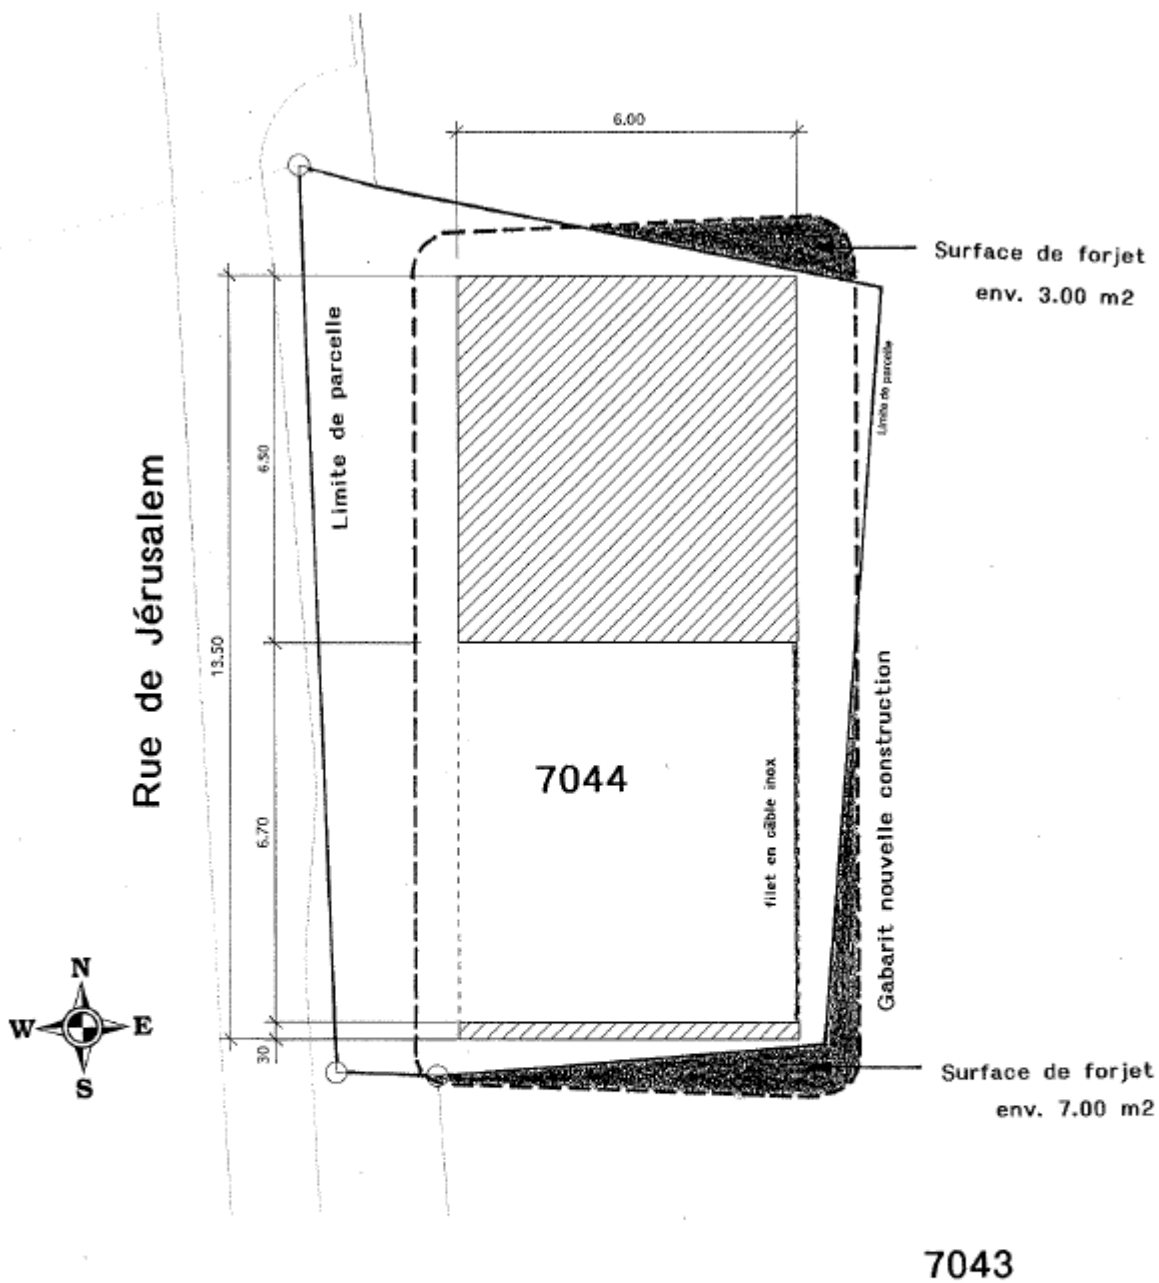 6.00
Surface de forjet
env. 3.00 m2
Limite de parcelle
Limite de parcelle
6.50
Rue de Jérusalem
13.50
7044
6.70
filet en câble inox
Gabarit nouvelle construction
N
W E
S
30
Surface de forjet
env. 7.00 m2
7043